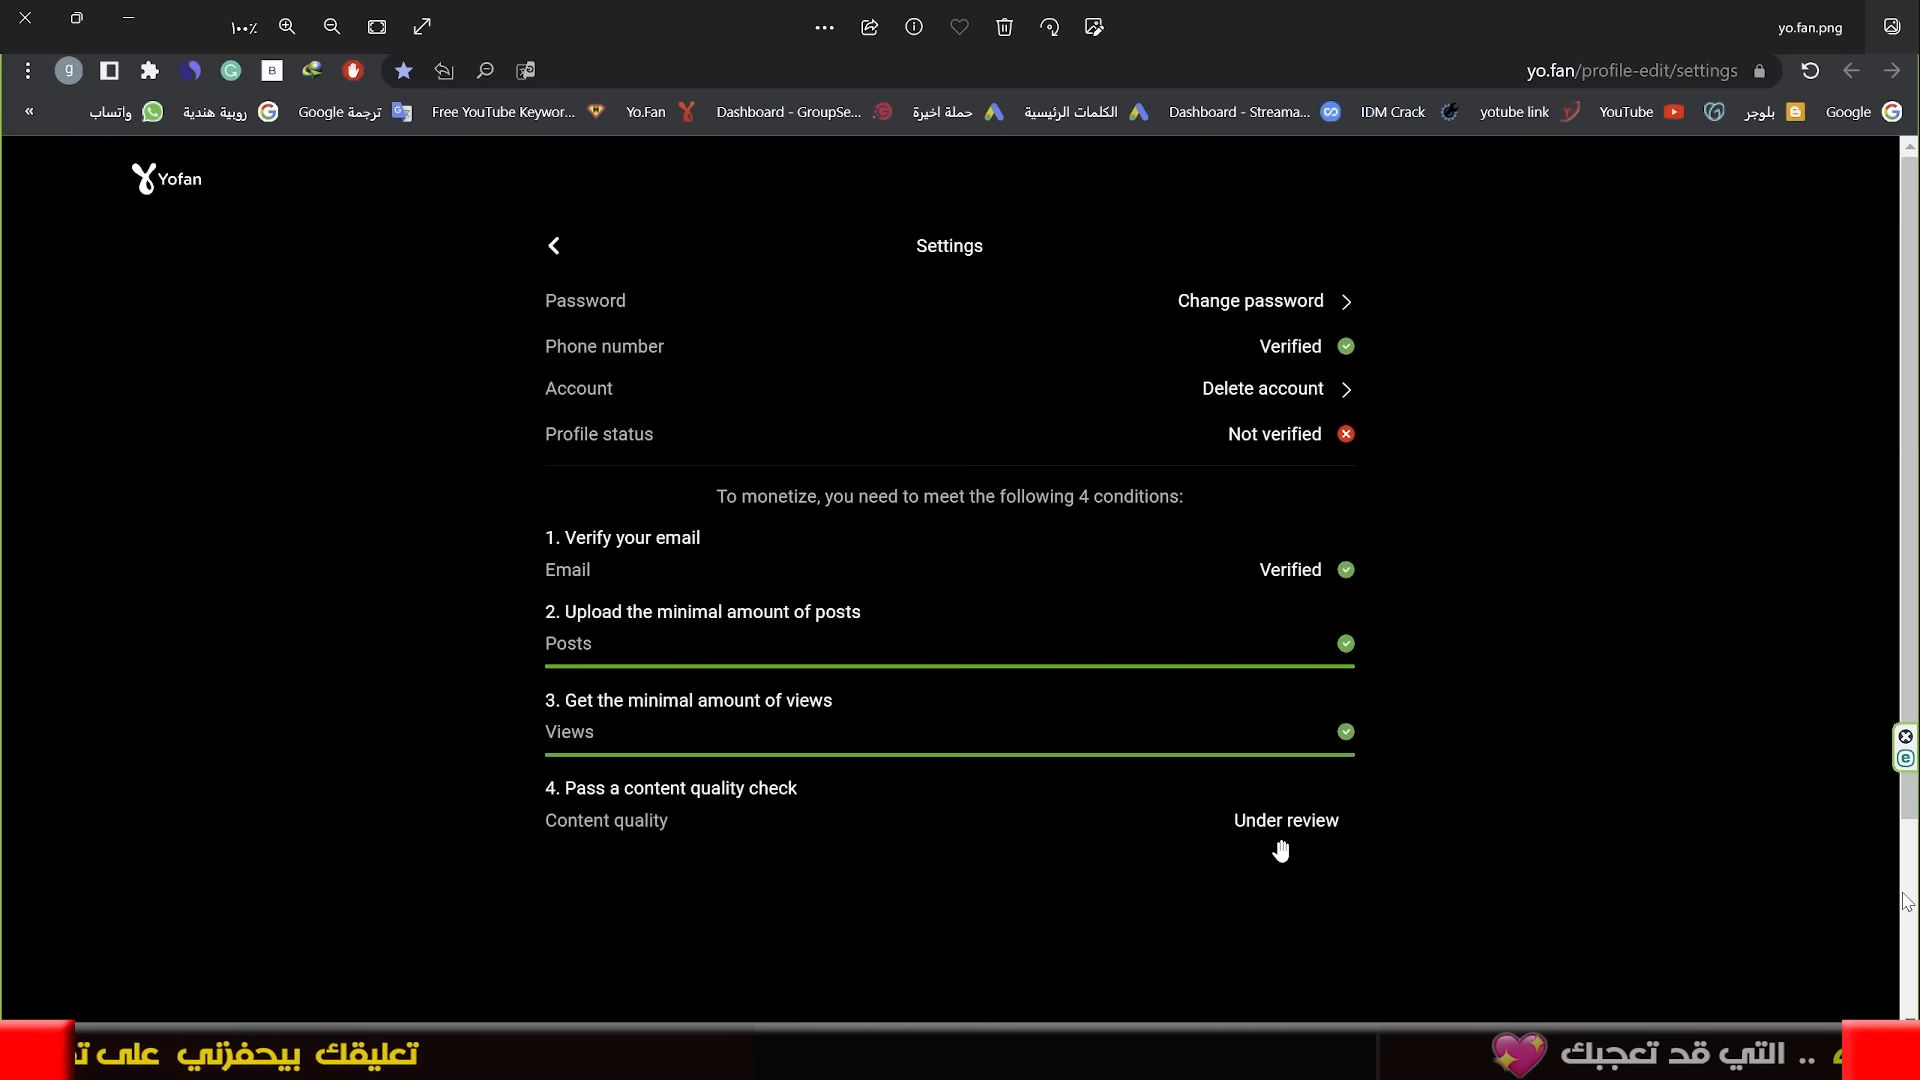 ١٠٠٪
yo.fan.png
g
B
yo.fan/profile-edit/settings
« واتساب روبية هندية ترجمة Google Free YouTube Keywor... Yo.Fan Dashboard - GroupSe... حملة اخيرة الكلمات الرئيسية Dashboard - Streama... IDM Crack yotube link YouTube بلوجر Google
Yofan
Settings
Password Change password
Phone number Verified
Account Delete account
Profile status Not verified
To monetize, you need to meet the following 4 conditions:
1. Verify your email
Email Verified
2. Upload the minimal amount of posts
Posts
3. Get the minimal amount of views
Views
4. Pass a content quality check
Content quality Under review
.. التي قد تعجبك
تعليقك بيحفزني على